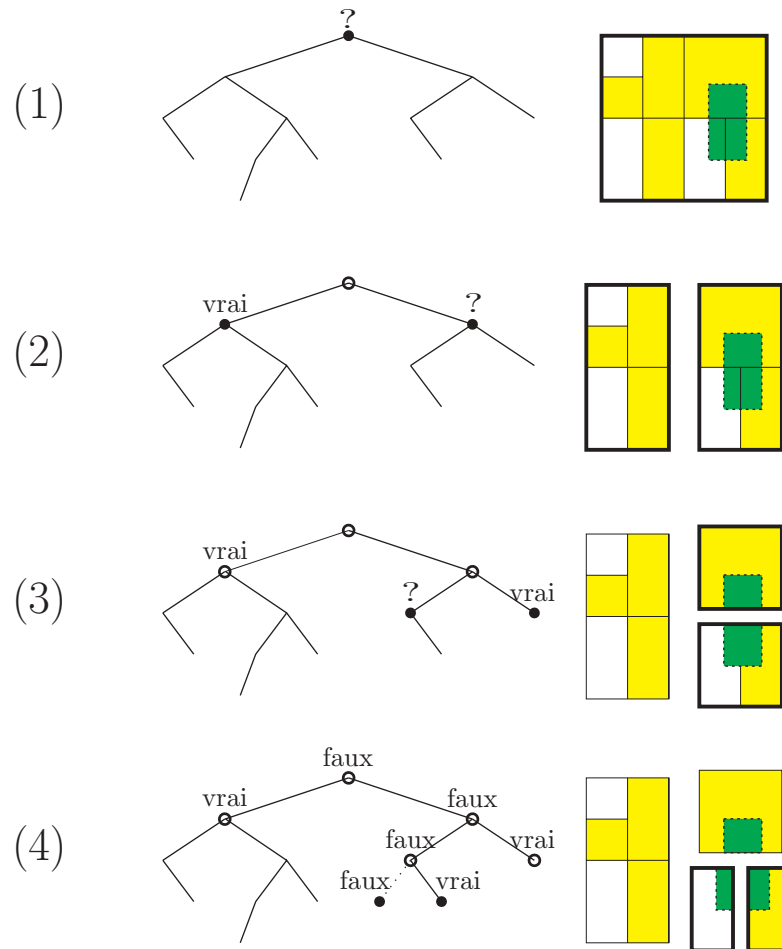 ?
(1)
vrai ?
(2)
vrai
? vrai
(3)
faux
vrai faux
faux vrai
(4)
faux vrai